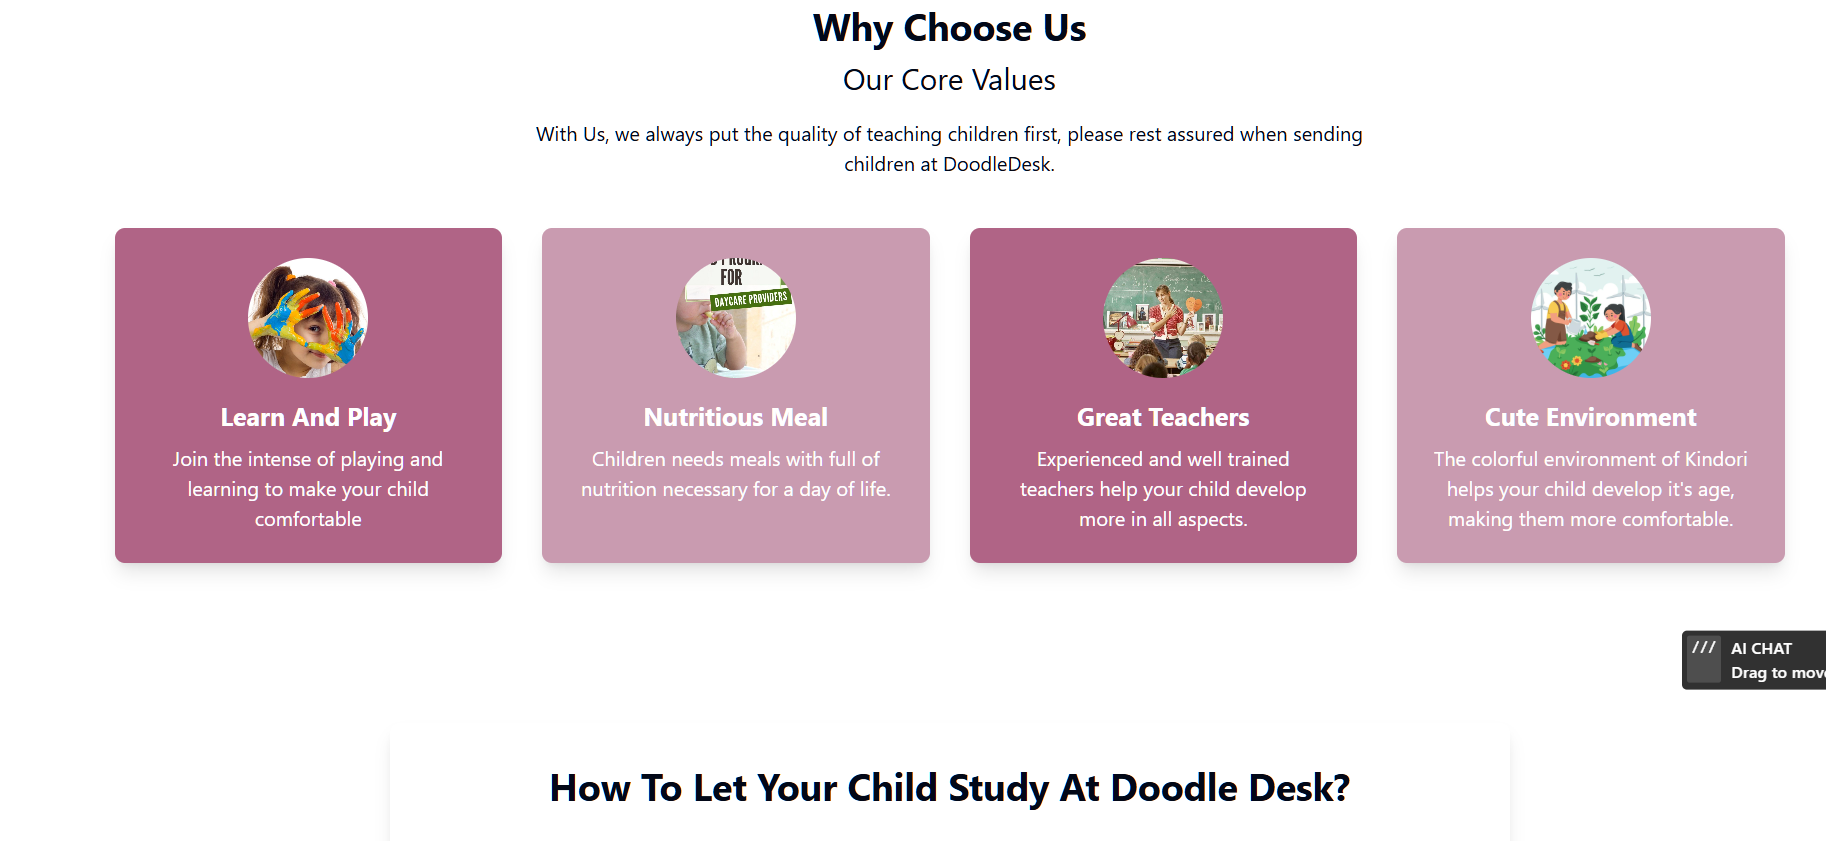 Why Choose Us
Our Core Values
With Us, we always put the quality of teaching children first, please rest assured when sending
children at DoodleDesk.
FOR
DAYCARE PROVIDERS
Learn And Play
Join the intense of playing and
learning to make your child
comfortable
Nutritious Meal
Children needs meals with full of
nutrition necessary for a day of life.
Great Teachers
Experienced and well trained
teachers help your child develop
more in all aspects.
Cute Environment
The colorful environment of Kindori
helps your child develop it's age,
making them more comfortable.
/// AI CHAT
Drag to move
How To Let Your Child Study At Doodle Desk?